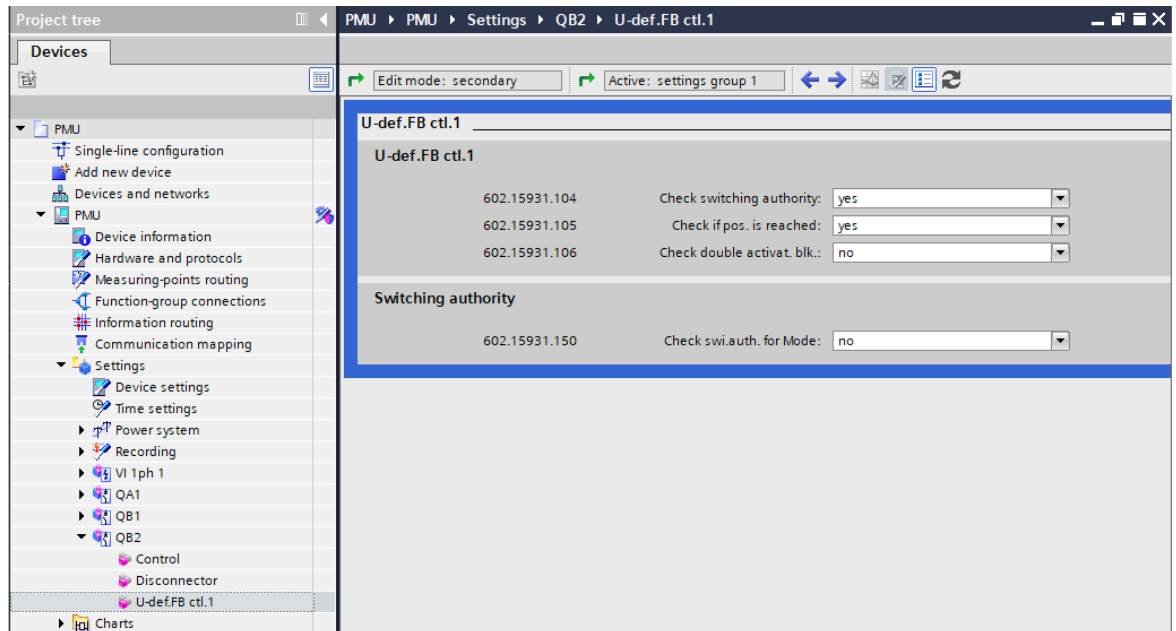 Project tree
Devices
PMU
Single-line configuration
Add new device
Devices and networks
PMU
Device information
Hardware and protocols
Measuring-points routing
Function-group connections
Information routing
Communication mapping
Settings
Device settings
Time settings
Power system
Recording
VI 1ph 1
QA1
QB1
QB2
Control
Disconnector
U-def.FB ctl.1
Charts
PMU PMU Settings QB2 U-def.FB ctl.1
Edit mode: secondary Active: settings group 1
U-def.FB ctl.1
U-def.FB ctl.1
602.15931.104 Check switching authority: yes
602.15931.105 Check if pos. is reached: yes
602.15931.106 Check double activat. blk.: no
Switching authority
602.15931.150 Check swi.auth. for Mode: no